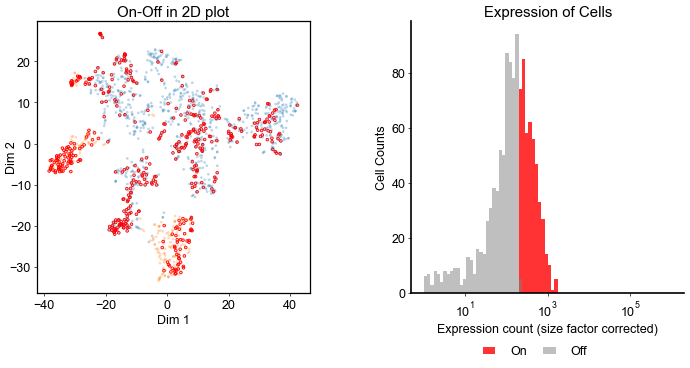 On-Off in 2D plot
20
10
0
−10
−20
−30
Dim 2
−40
−20
0
20
40
Dim 1
Expression of Cells
80
60
40
20
0
Cell Counts
10^1
10^3
10^5
Expression count (size factor corrected)
On
Off